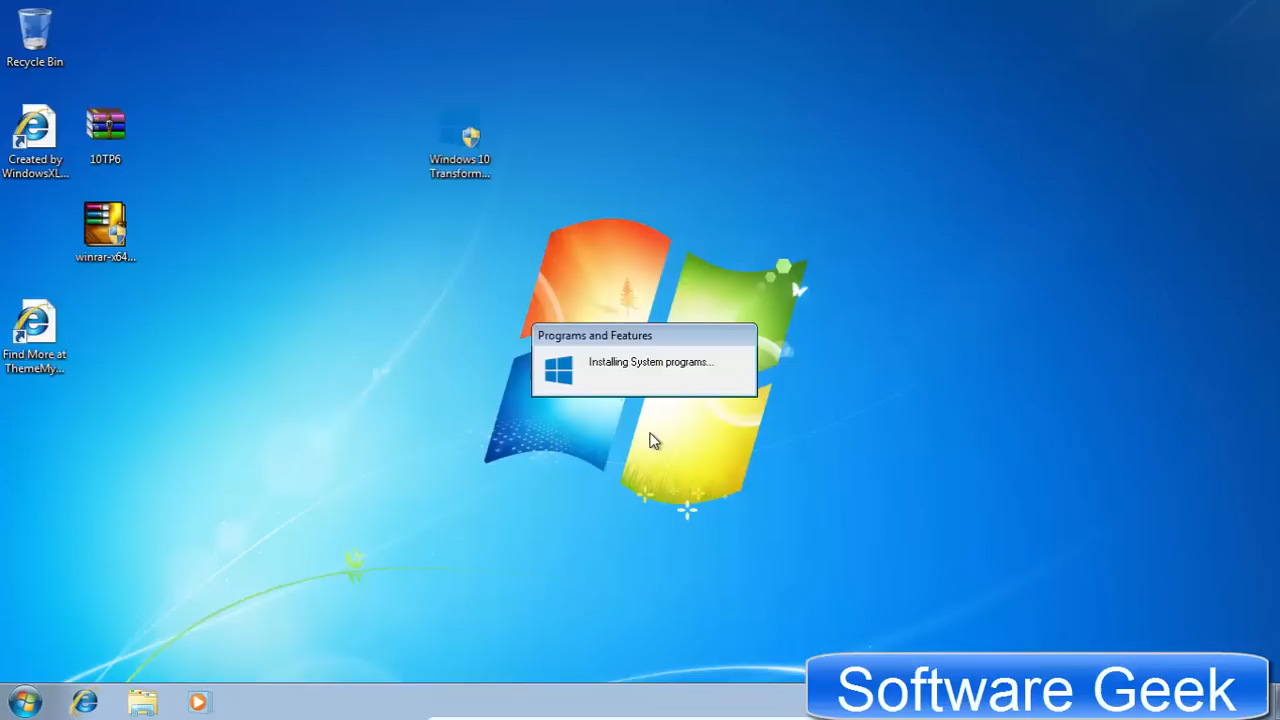 Recycle Bin
Created by
WindowsXL...
10TP6
Windows 10
Transform...
winrar-x64...
Find More at
ThemeMy...
Programs and Features
Installing System programs...
Software Geek